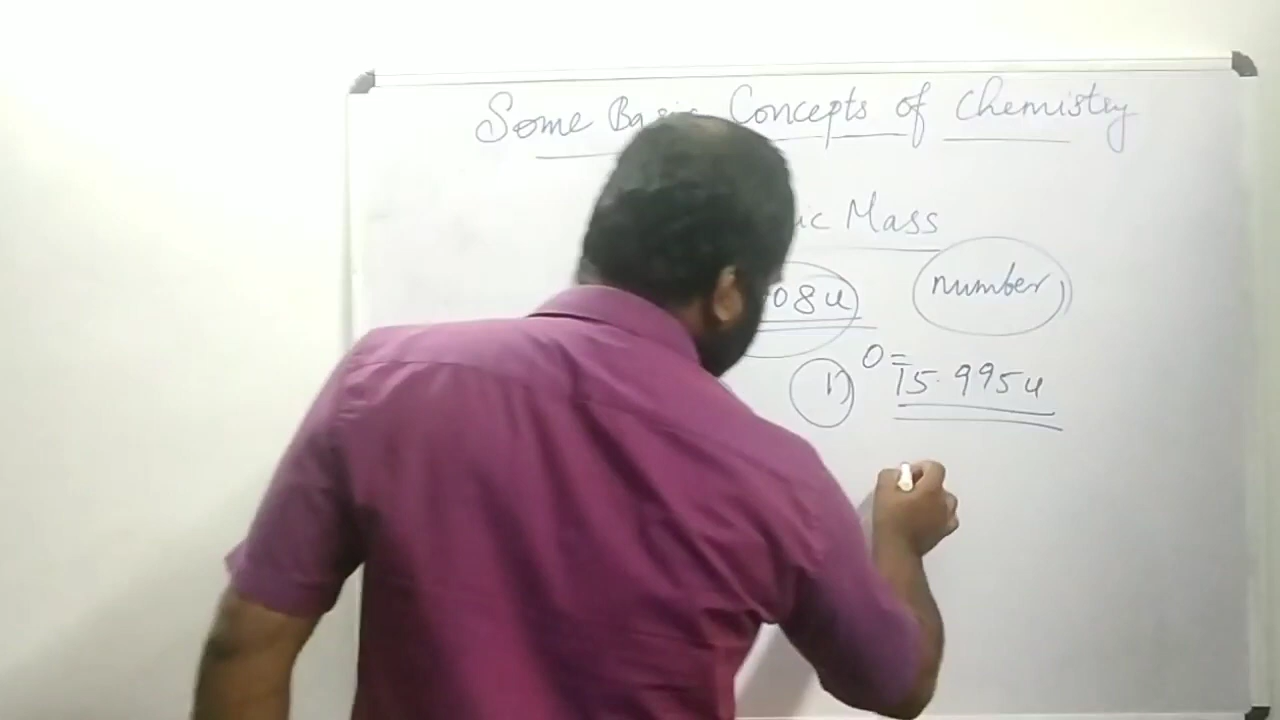 Some Basic Concepts of Chemistry
ic Mass
08u number
1) O=
15.995u